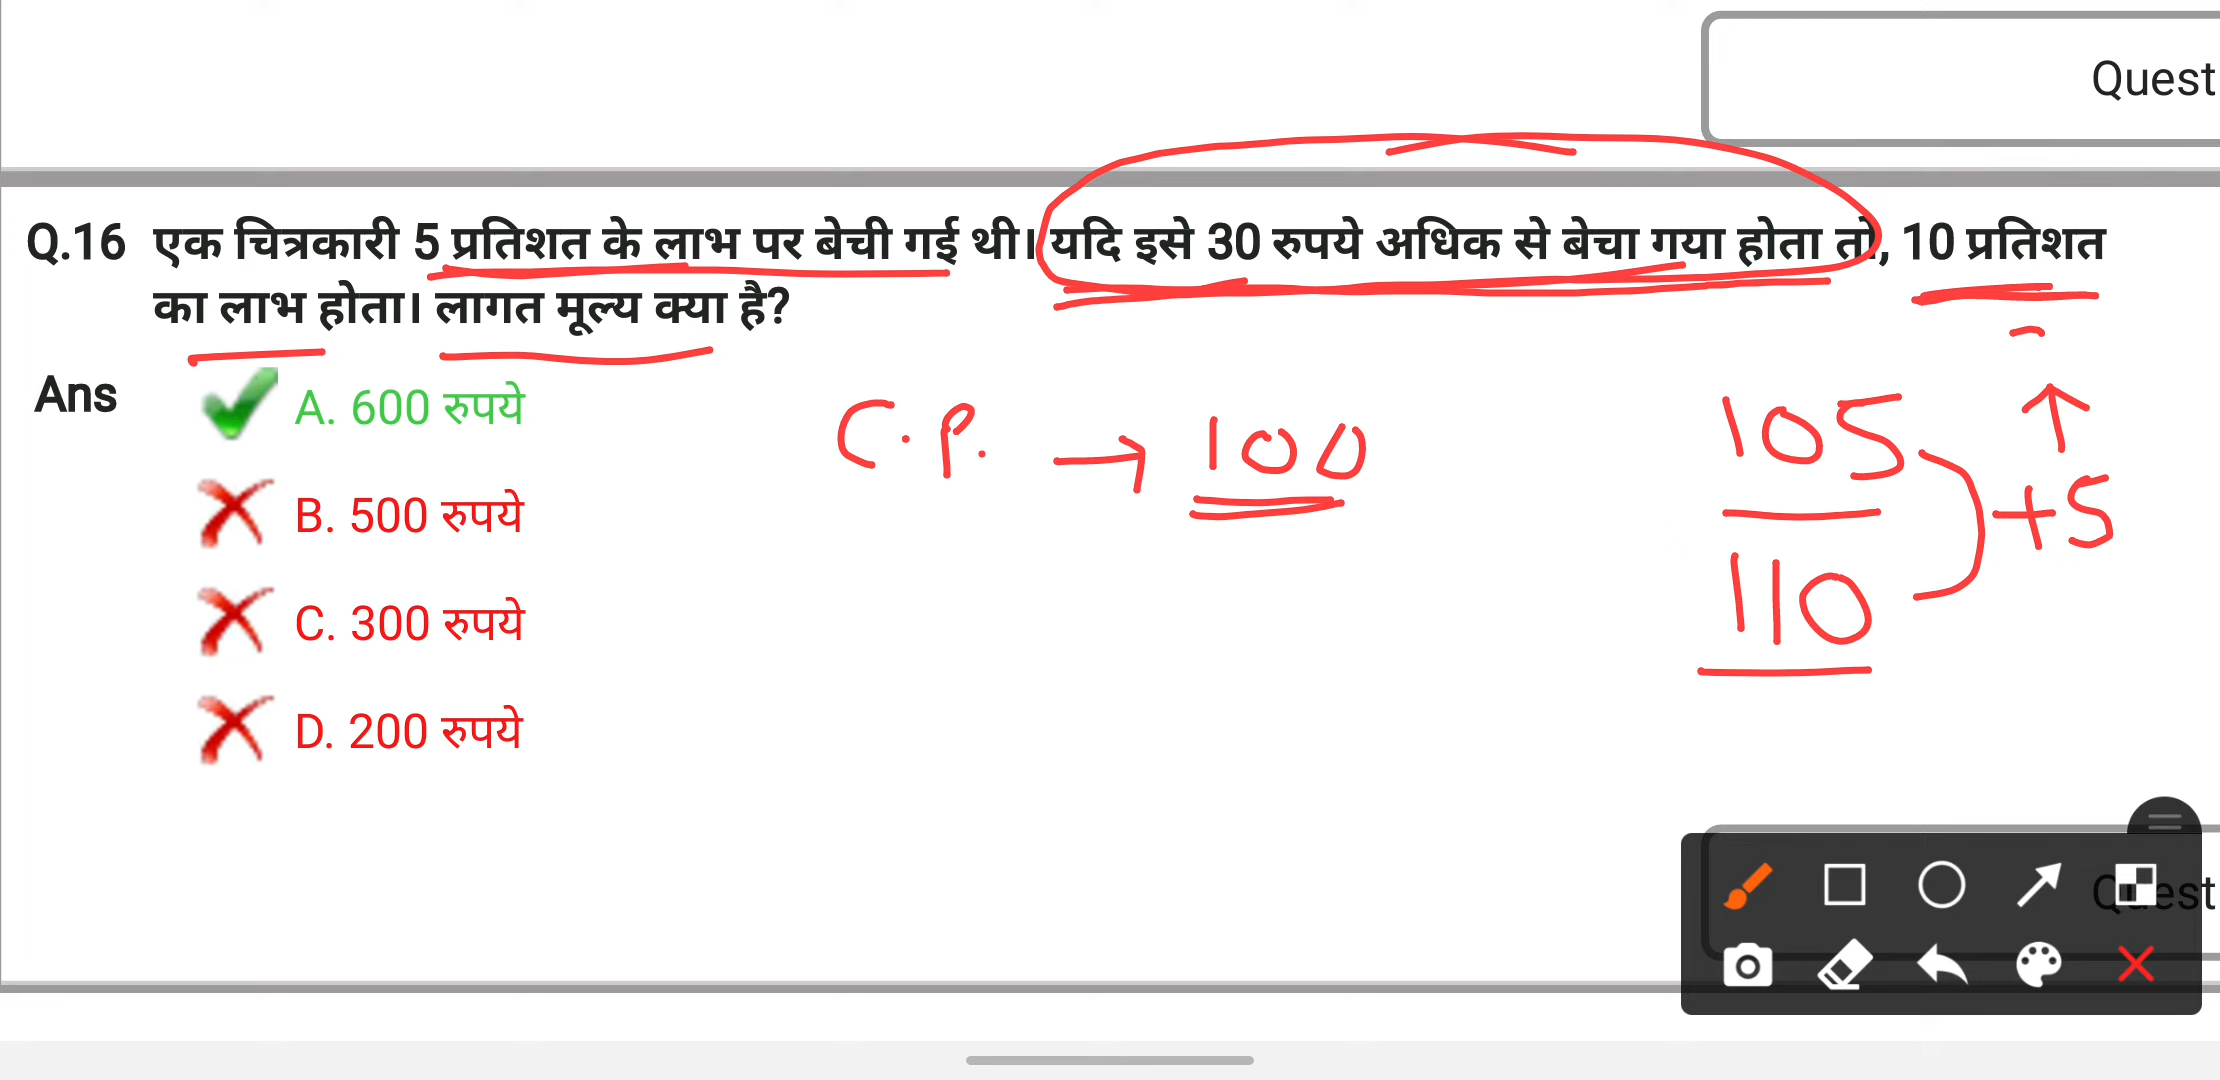 Quest
Q.16 एक चित्रकारी 5 प्रतिशत के लाभ पर बेची गई थी। यदि इसे 30 रुपये अधिक से बेचा गया होता तो, 10 प्रतिशत
का लाभ होता। लागत मूल्य क्या है?
Ans A. 600 रुपये
B. 500 रुपये
C. 300 रुपये
D. 200 रुपये
C.P. → 100
105
+5
110
Quest